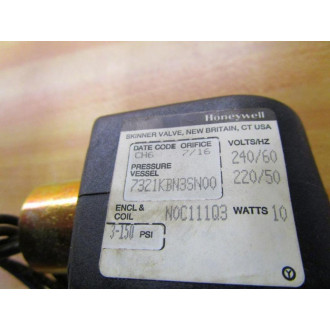 Honeywell
SKINNER VALVE, NEW BRITAIN, CT USA
DATE CODE ORIFICE VOLTS/HZ
CH6 7/16 240/60
PRESSURE VESSEL 220/50
7321KBN3SN00
ENCL & COIL NOC111Q3 WATTS 10
3-150 PSI